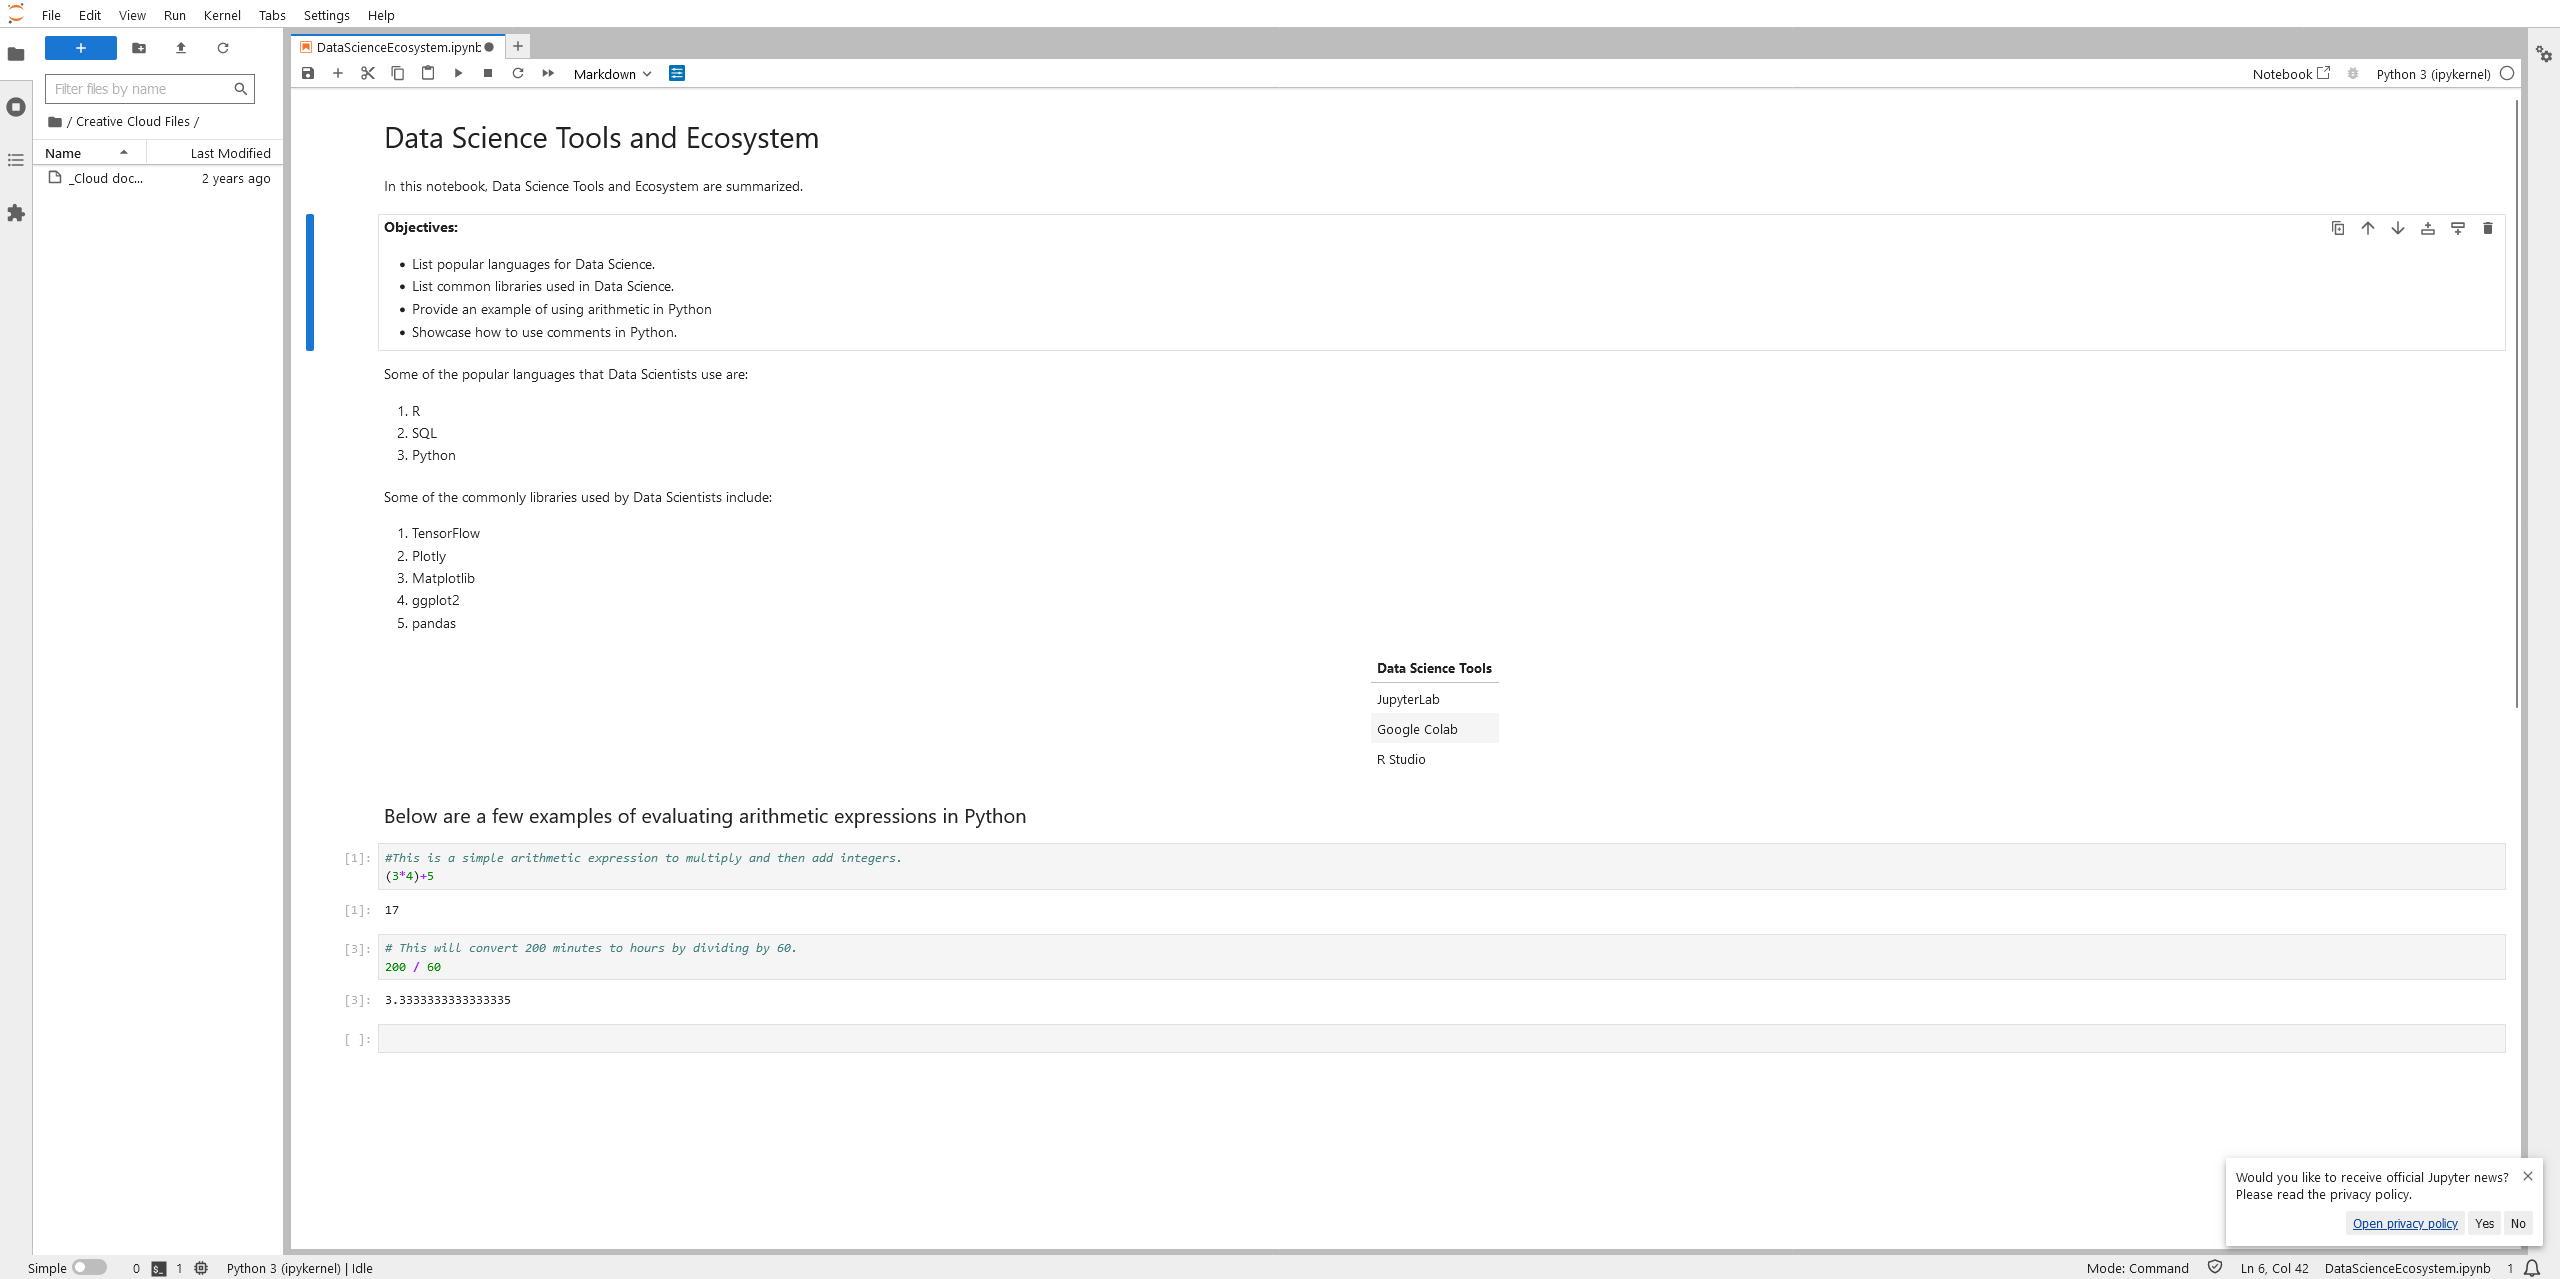 File Edit View Run Kernel Tabs Settings Help
DataScienceEcosystem.ipynb
Markdown
Notebook
Python 3 (ipykernel)
Filter files by name
/ Creative Cloud Files /
Name Last Modified
_Cloud doc... 2 years ago
Data Science Tools and Ecosystem
In this notebook, Data Science Tools and Ecosystem are summarized.
Objectives:
• List popular languages for Data Science.
• List common libraries used in Data Science.
• Provide an example of using arithmetic in Python
• Showcase how to use comments in Python.
Some of the popular languages that Data Scientists use are:
1. R
2. SQL
3. Python
Some of the commonly libraries used by Data Scientists include:
1. TensorFlow
2. Plotly
3. Matplotlib
4. ggplot2
5. pandas
Data Science Tools
JupyterLab
Google Colab
R Studio
Below are a few examples of evaluating arithmetic expressions in Python
[1]: #This is a simple arithmetic expression to multiply and then add integers.
(3*4)+5
[1]: 17
[3]: # This will convert 200 minutes to hours by dividing by 60.
200 / 60
[3]: 3.3333333333333335
[ ]:
Would you like to receive official Jupyter news?
Please read the privacy policy.
Open privacy policy Yes No
Simple 0 $_ 1 Python 3 (ipykernel) | Idle Mode: Command Ln 6, Col 42 DataScienceEcosystem.ipynb 1